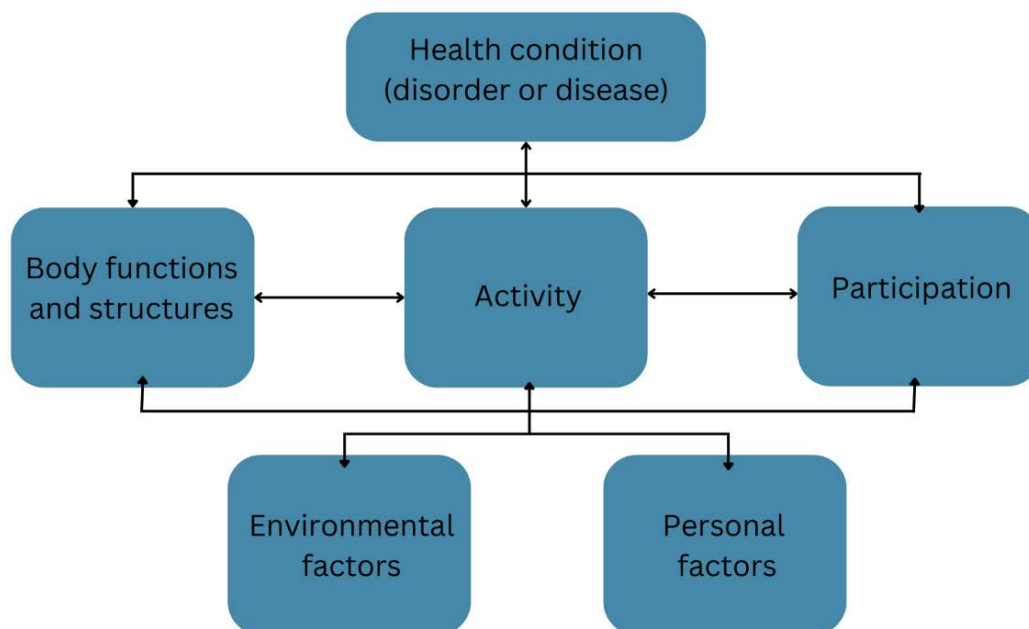 Health condition
(disorder or disease)
Body functions
and structures
Activity
Participation
Environmental
factors
Personal
factors